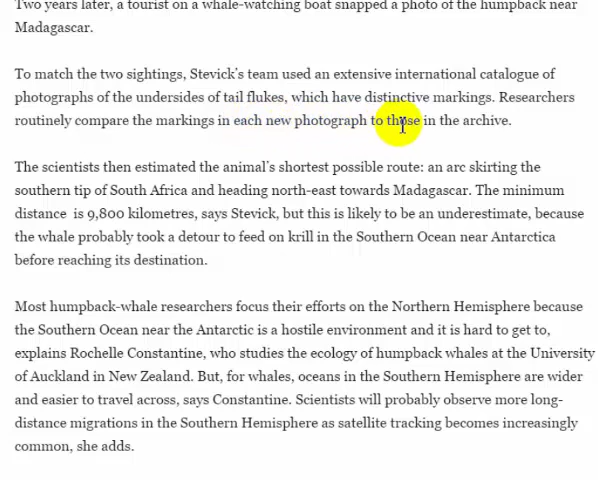 Two years later, a tourist on a whale-watching boat snapped a photo of the humpback near
Madagascar.
To match the two sightings, Stevick's team used an extensive international catalogue of
photographs of the undersides of tail flukes, which have distinctive markings. Researchers
routinely compare the markings in each new photograph to those in the archive.
The scientists then estimated the animal's shortest possible route: an arc skirting the
southern tip of South Africa and heading north-east towards Madagascar. The minimum
distance is 9,800 kilometres, says Stevick, but this is likely to be an underestimate, because
the whale probably took a detour to feed on krill in the Southern Ocean near Antarctica
before reaching its destination.
Most humpback-whale researchers focus their efforts on the Northern Hemisphere because
the Southern Ocean near the Antarctic is a hostile environment and it is hard to get to,
explains Rochelle Constantine, who studies the ecology of humpback whales at the University
of Auckland in New Zealand. But, for whales, oceans in the Southern Hemisphere are wider
and easier to travel across, says Constantine. Scientists will probably observe more long-
distance migrations in the Southern Hemisphere as satellite tracking becomes increasingly
common, she adds.